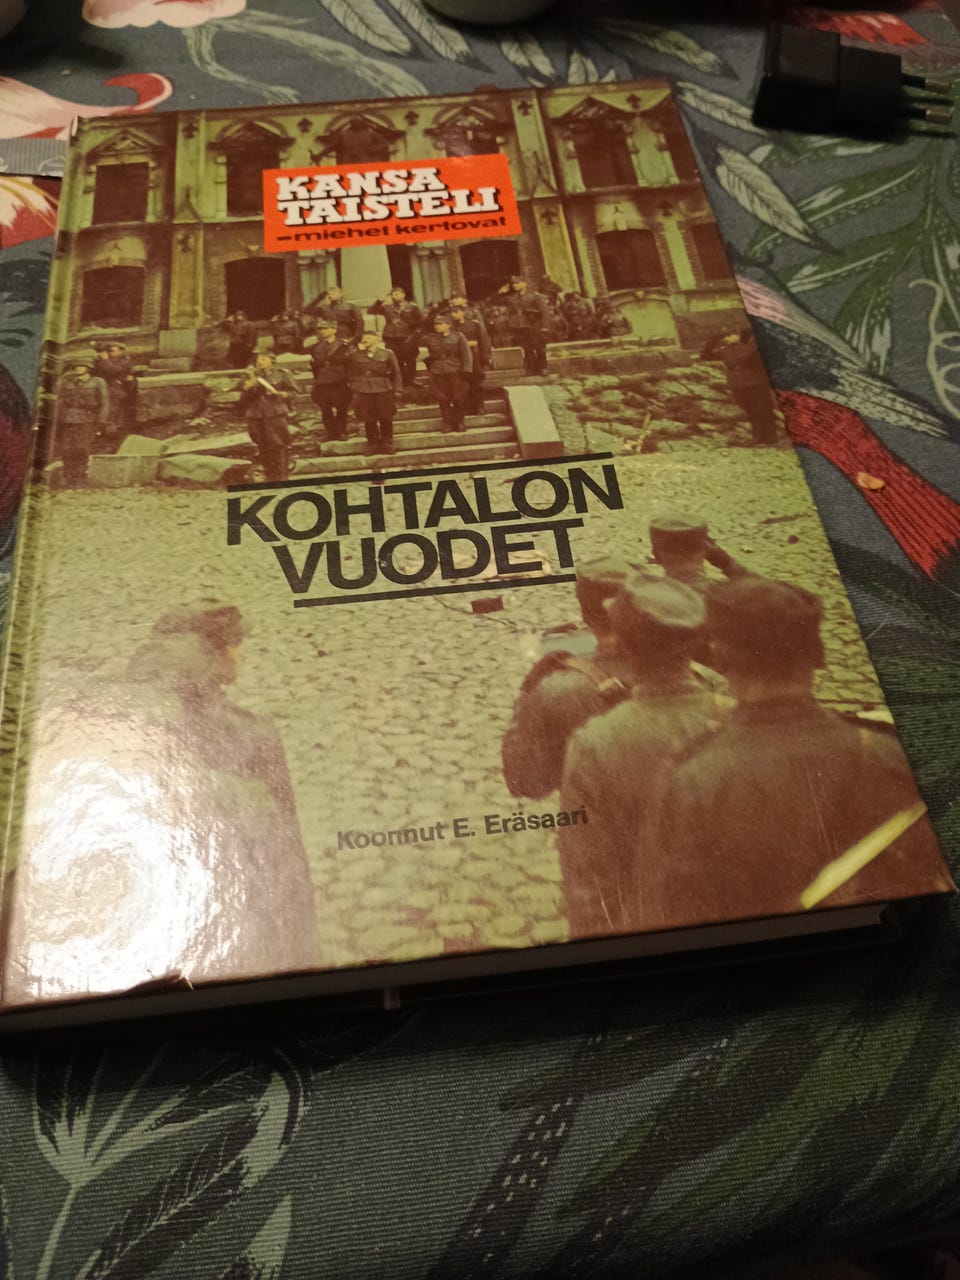 KANSA
TAISTELI
–miehet kertovat
KOHTALON
VUODET
Koonnut E. Eräsaari